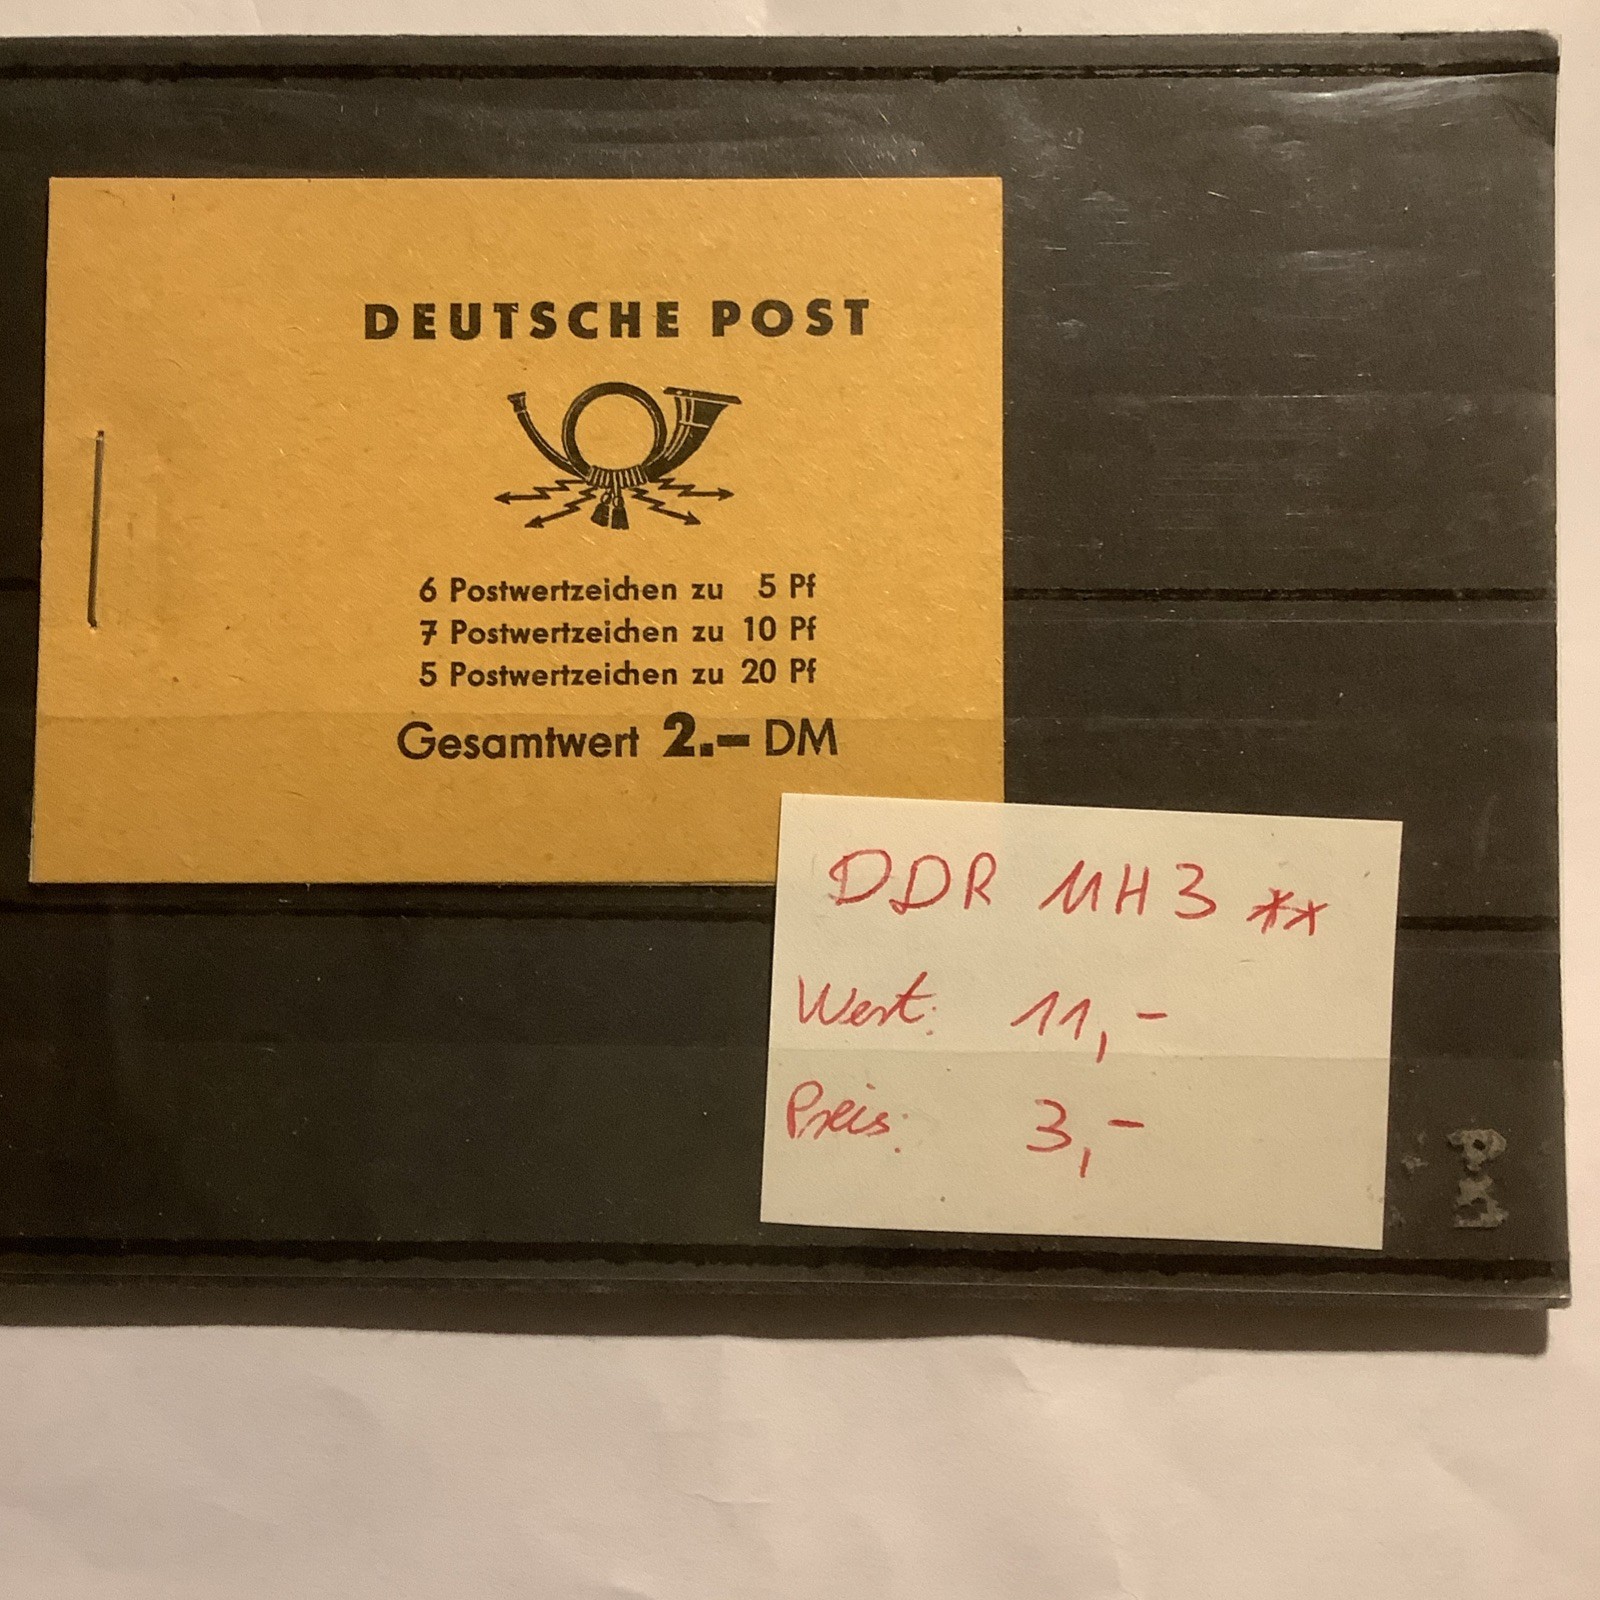 DEUTSCHE POST
6 Postwertzeichen zu 5 Pf
7 Postwertzeichen zu 10 Pf
5 Postwertzeichen zu 20 Pf
Gesamtwert 2.– DM
DDR MH 3 **
Wert: 11,-
Preis: 3,-